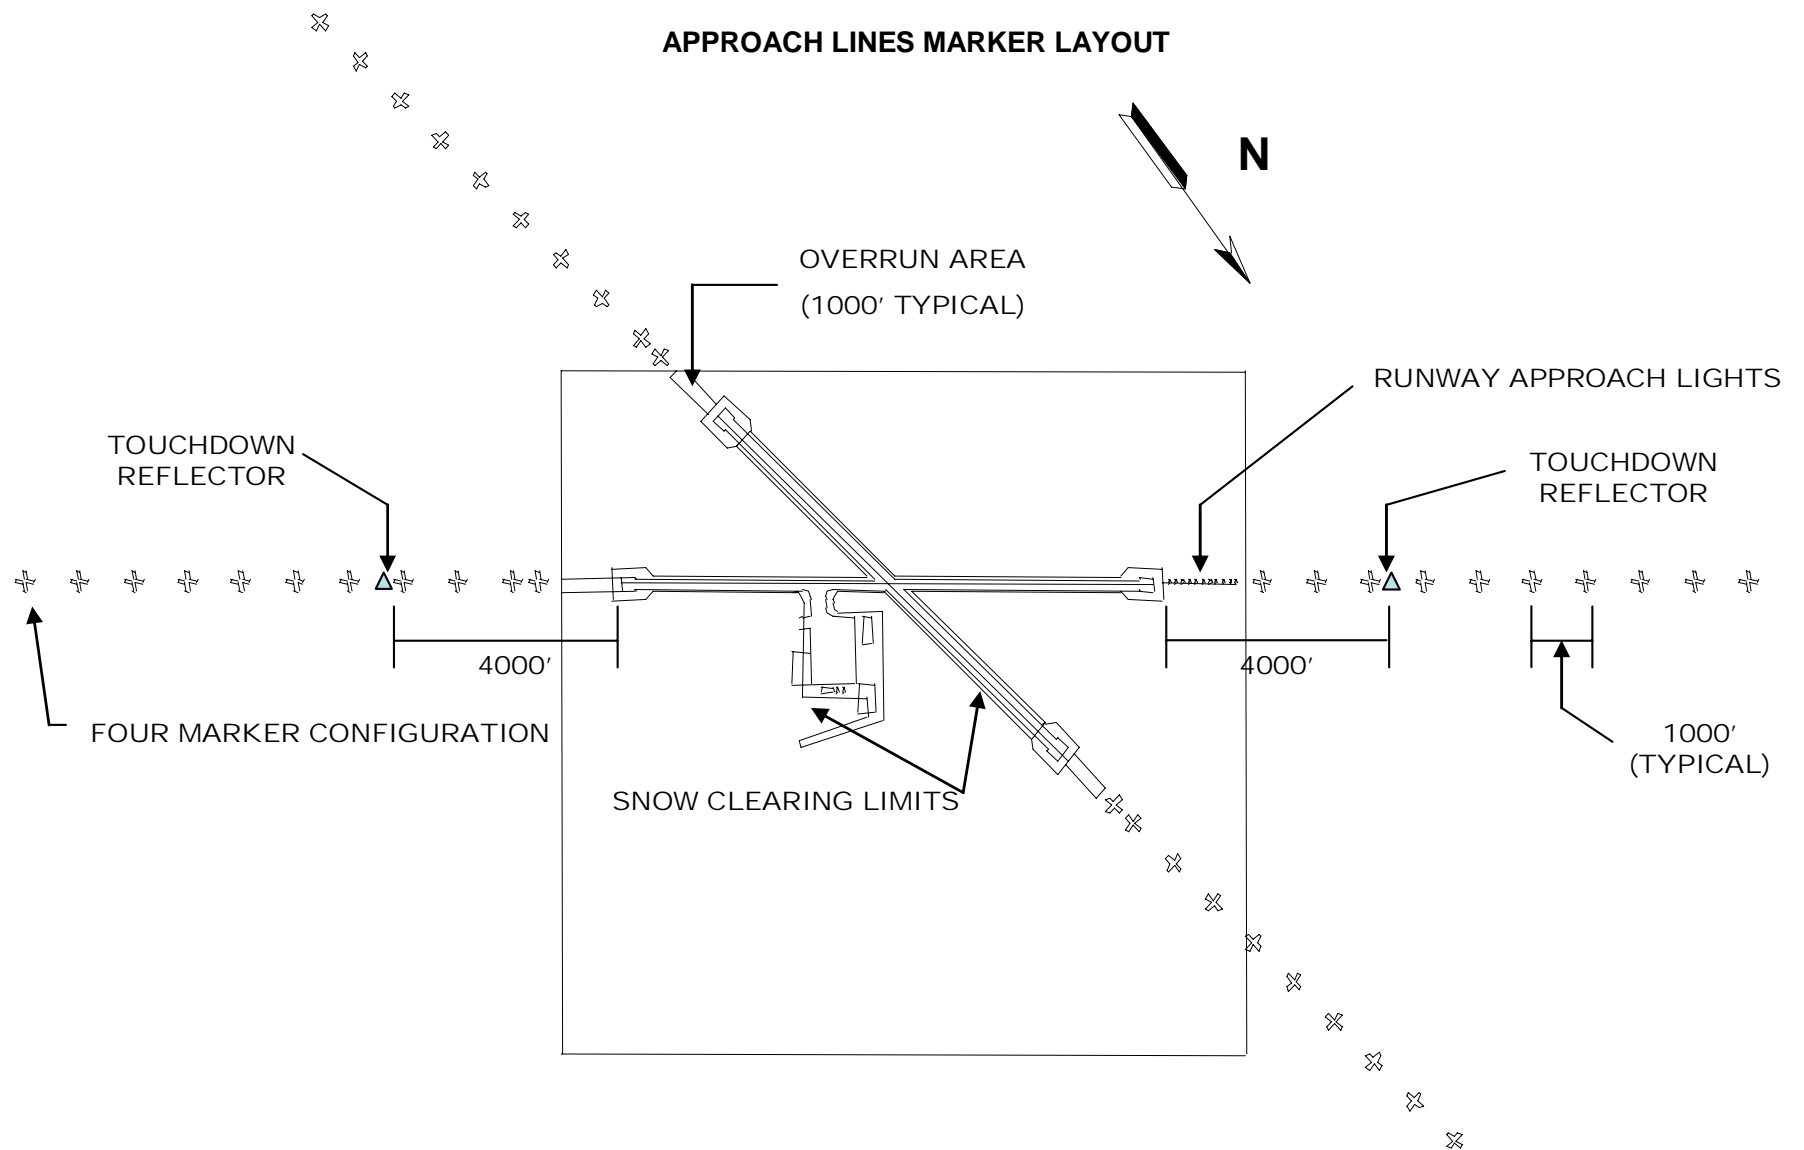 APPROACH LINES MARKER LAYOUT
N
OVERRUN AREA
(1000' TYPICAL)
RUNWAY APPROACH LIGHTS
TOUCHDOWN
REFLECTOR
TOUCHDOWN
REFLECTOR
4000'
4000'
FOUR MARKER CONFIGURATION
1000'
(TYPICAL)
SNOW CLEARING LIMITS